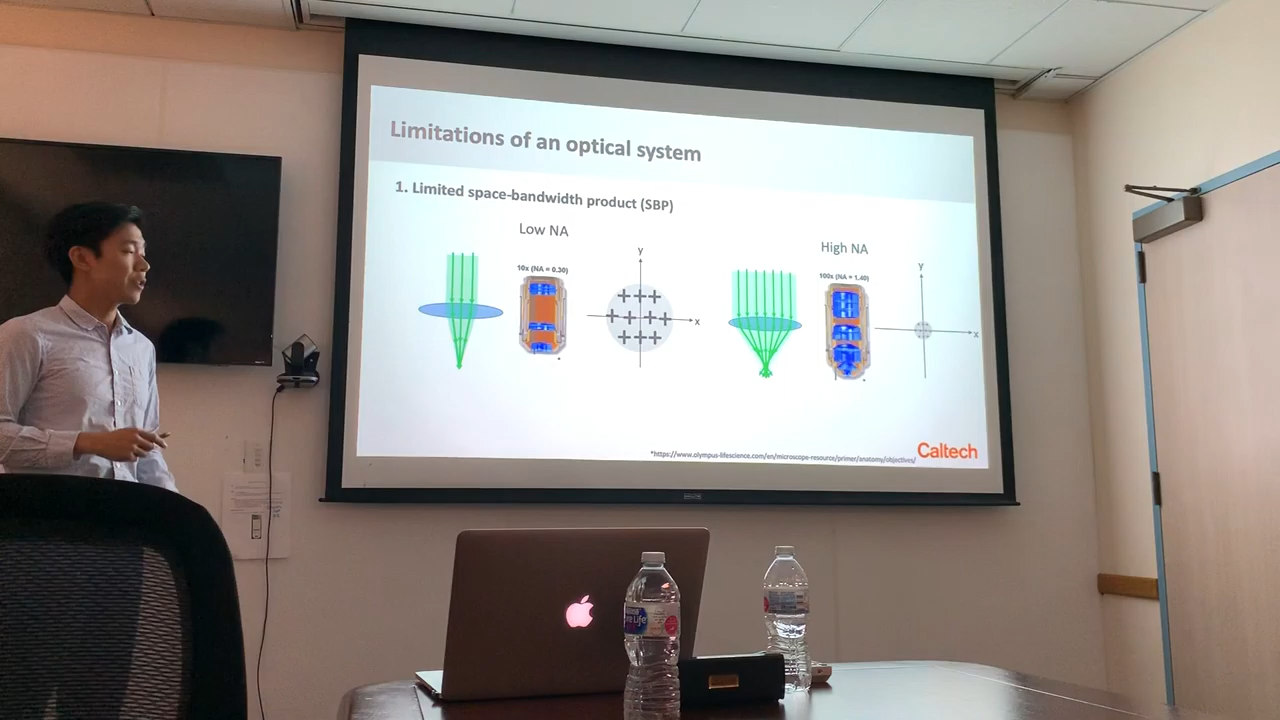 Limitations of an optical system
1. Limited space-bandwidth product (SBP)
Low NA
High NA
10x (NA = 0.30)
100x (NA = 1.40)
y
x
y
x
*https://www.olympus-lifescience.com/en/microscope-resource/primer/anatomy/objectives/
Caltech